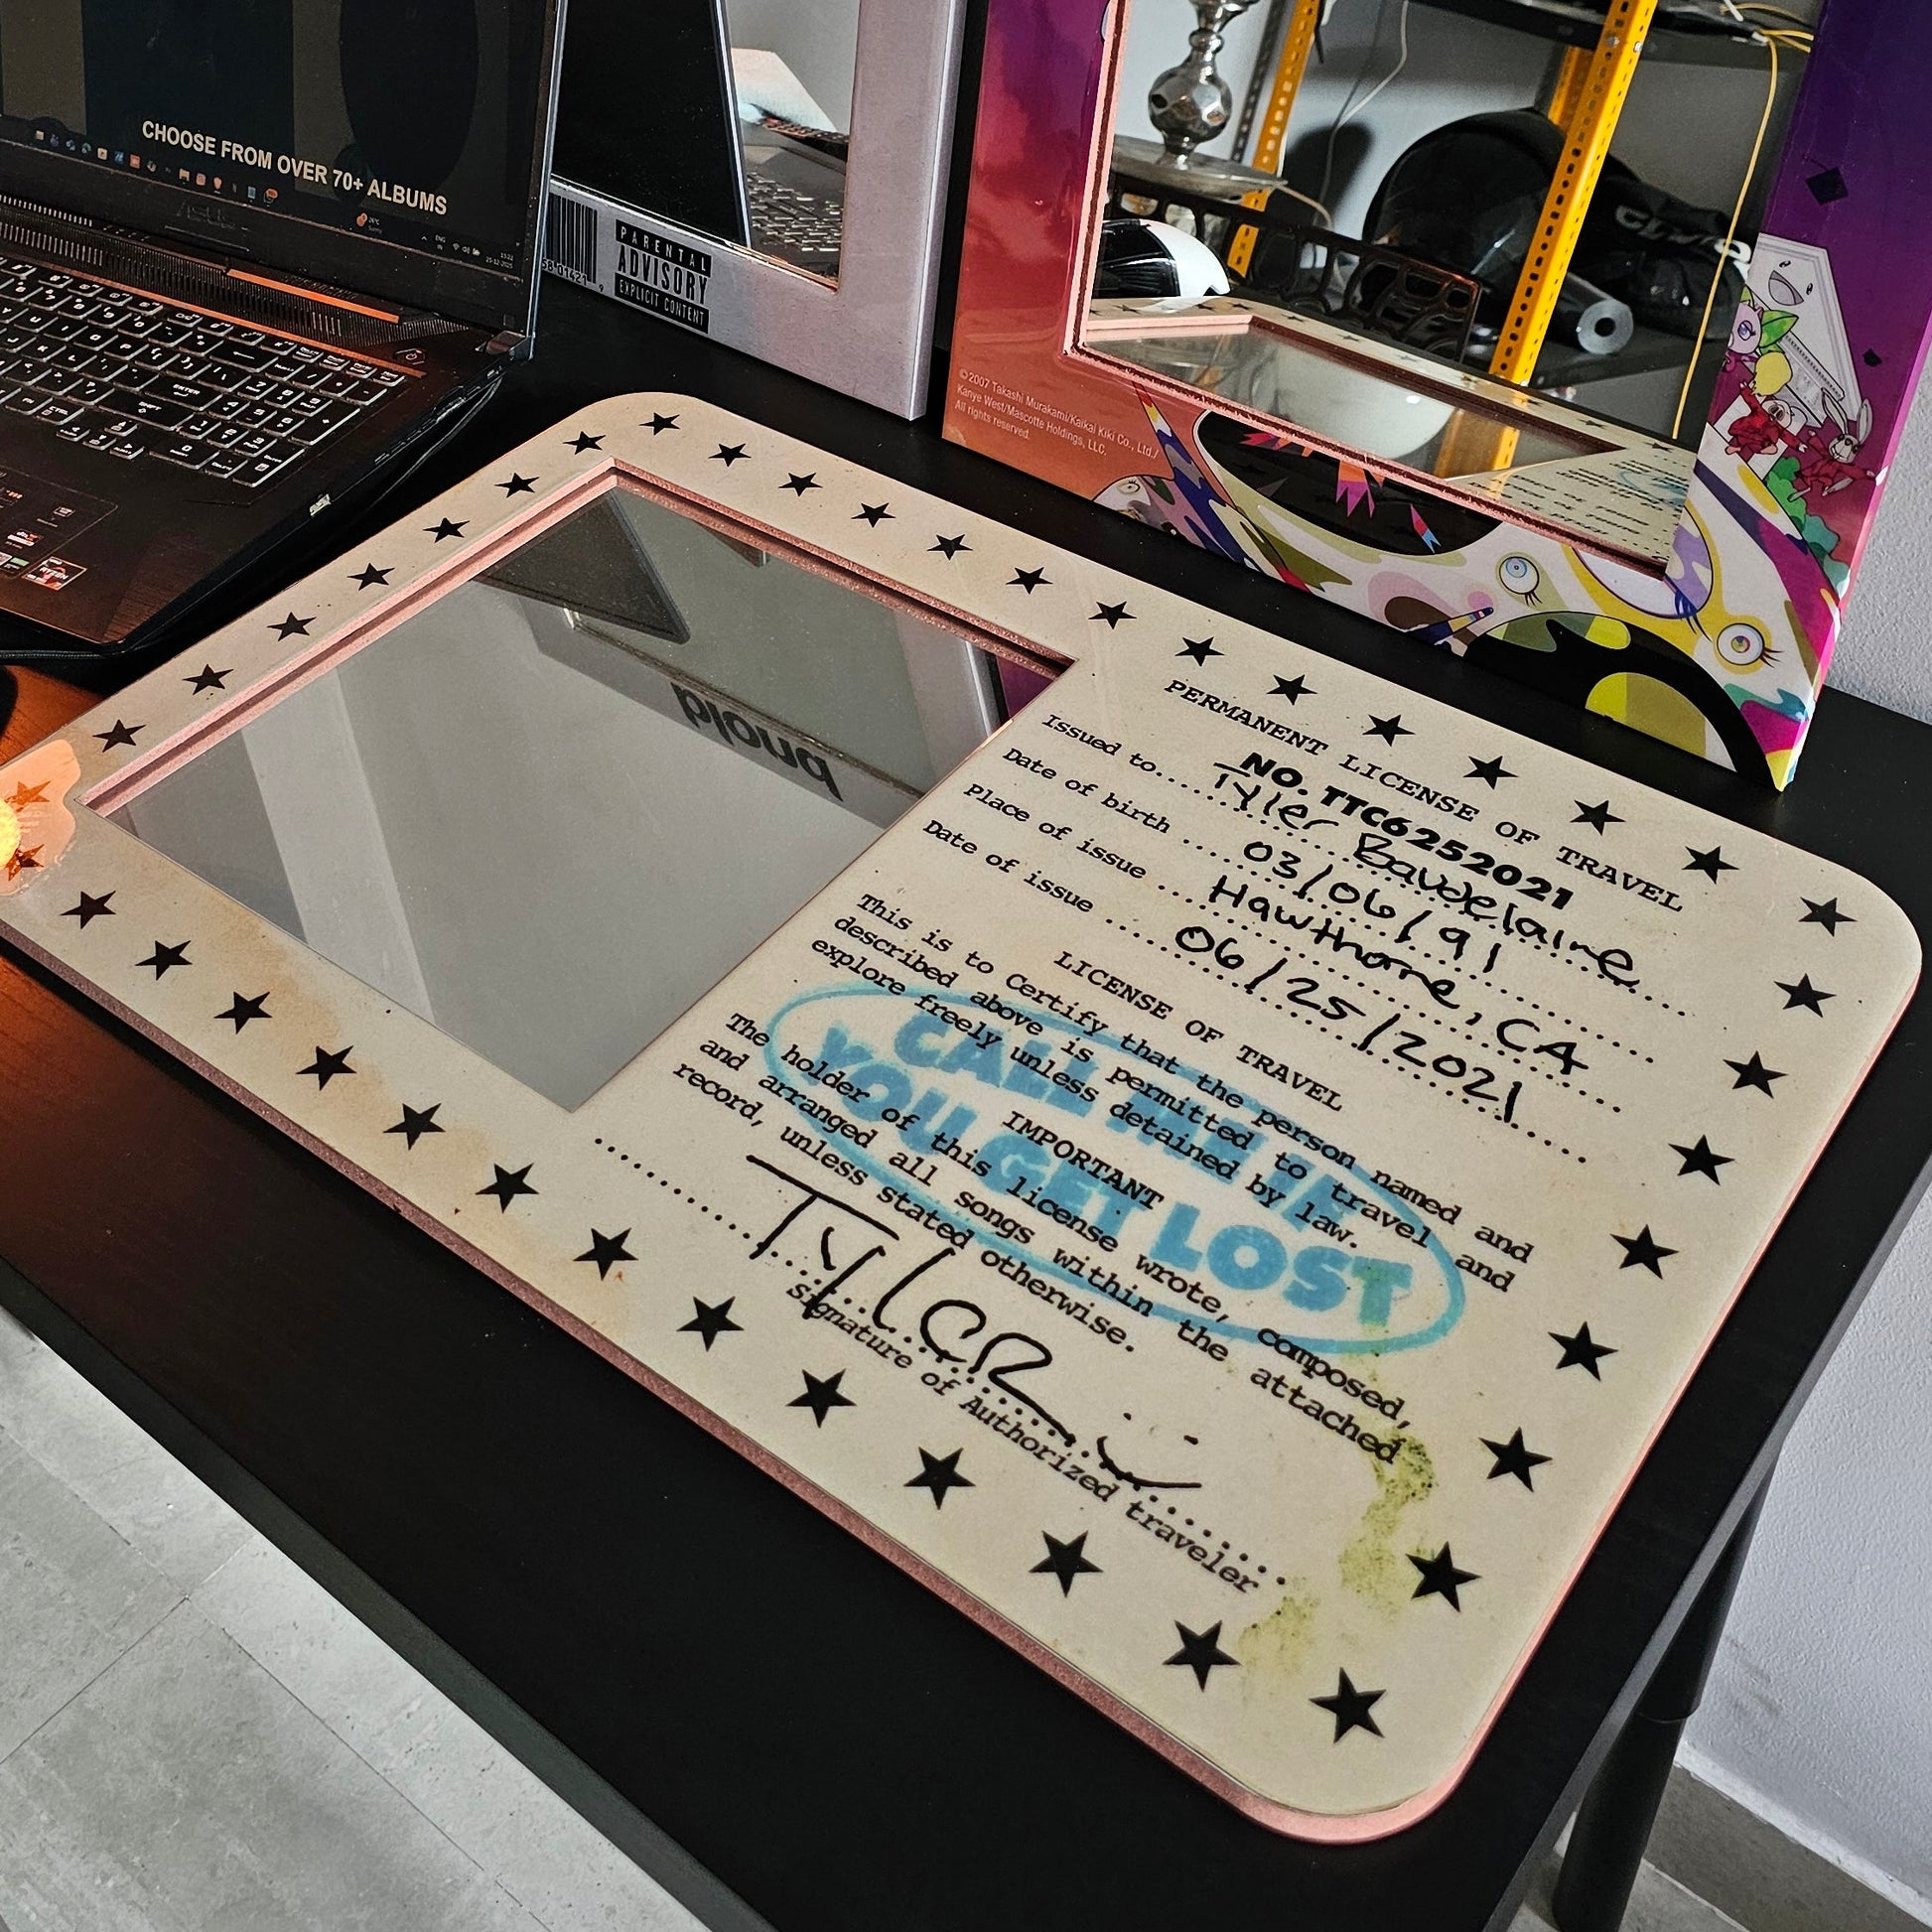 CHOOSE FROM OVER 70+ ALBUMS
PARENTAL
ADVISORY
EXPLICIT CONTENT
©2007 Takashi Murakami/Kaikai Kiki Co., Ltd./
Kanye West/Mascotte Holdings, LLC.
All rights reserved.
blond
PERMANENT LICENSE OF TRAVEL
NO. TTC6252021
Issued to.... Tyler Baudelaire
Date of birth .... 03/06/91
Place of issue .... Hawthorne, CA
Date of issue .... 06/25/2021
LICENSE OF TRAVEL
This is to Certify that the person named and
described above is permitted to travel and
explore freely unless detained by law.
CALL ME IF
YOU GET LOST
IMPORTANT
The holder of this license wrote, composed,
and arranged all songs within the attached
record, unless stated otherwise.
Tyler
Signature of Authorized traveler